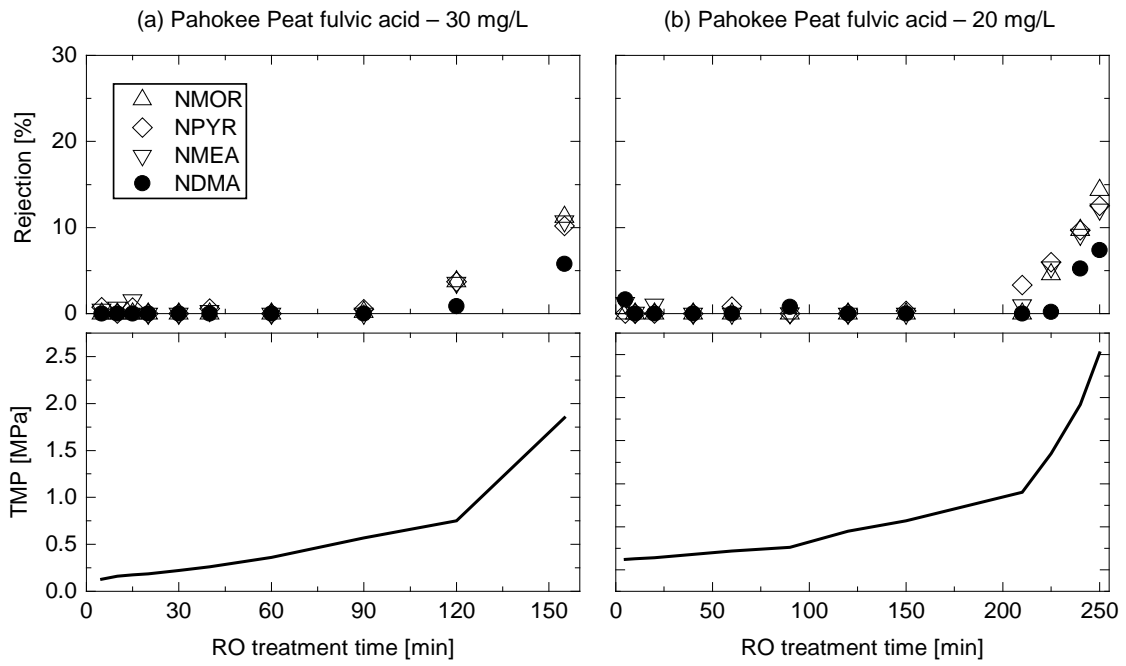 (a) Pahokee Peat fulvic acid – 30 mg/L
(b) Pahokee Peat fulvic acid – 20 mg/L
30
20
10
0
Rejection [%]
NMOR
NPYR
NMEA
NDMA
2.5
2.0
1.5
1.0
0.5
0.0
TMP [MPa]
0 30 60 90 120 150
0 50 100 150 200 250
RO treatment time [min]
RO treatment time [min]